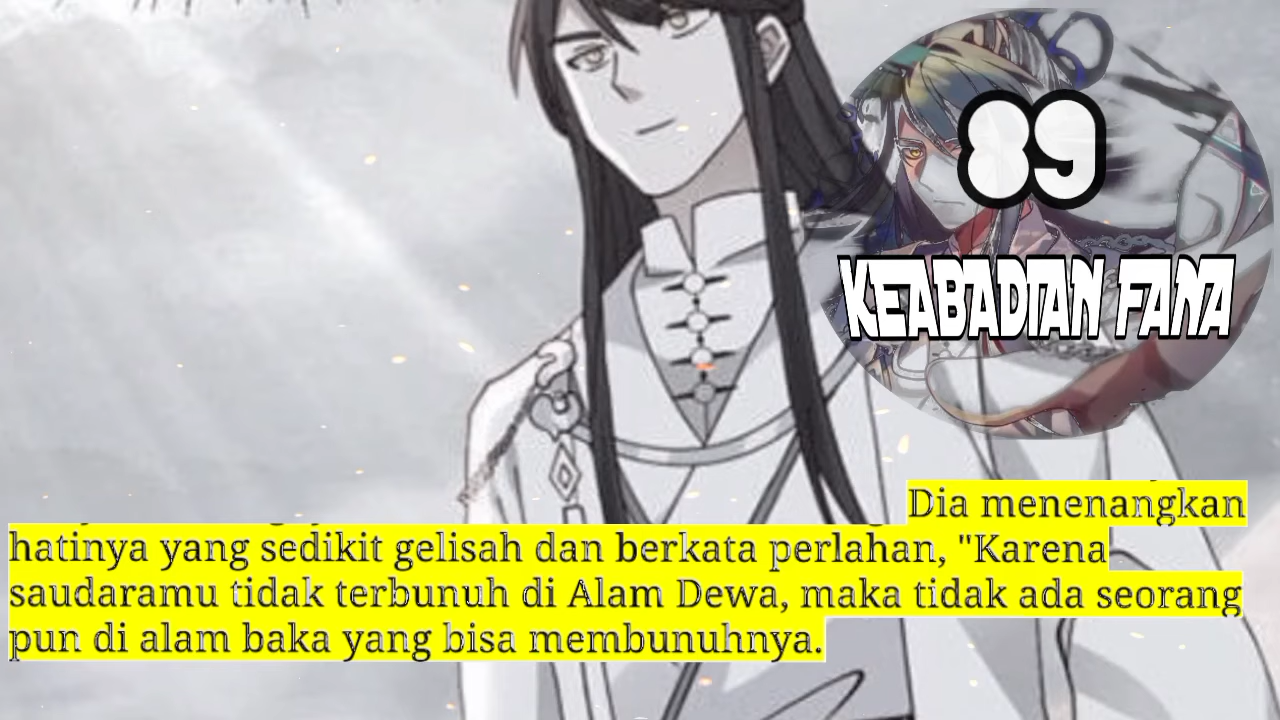 89
KEABADIAN FANA
Dia menenangkan
hatinya yang sedikit gelisah dan berkata perlahan, "Karena
saudaramu tidak terbunuh di Alam Dewa, maka tidak ada seorang
pun di alam baka yang bisa membunuhnya.